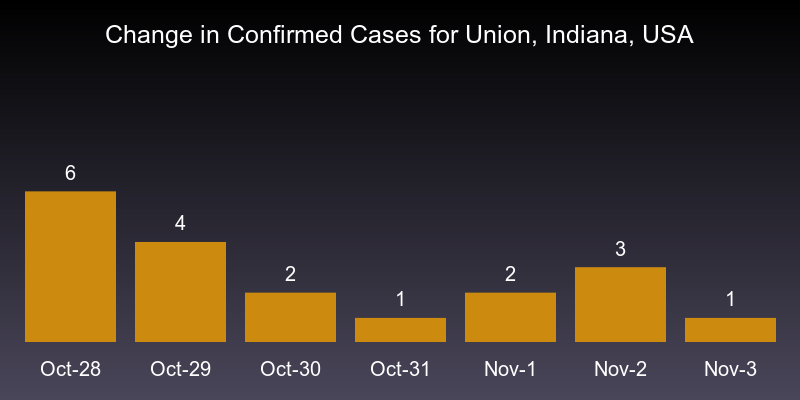 Change in Confirmed Cases for Union, Indiana, USA
6
4
2
1
2
3
1
Oct-28
Oct-29
Oct-30
Oct-31
Nov-1
Nov-2
Nov-3